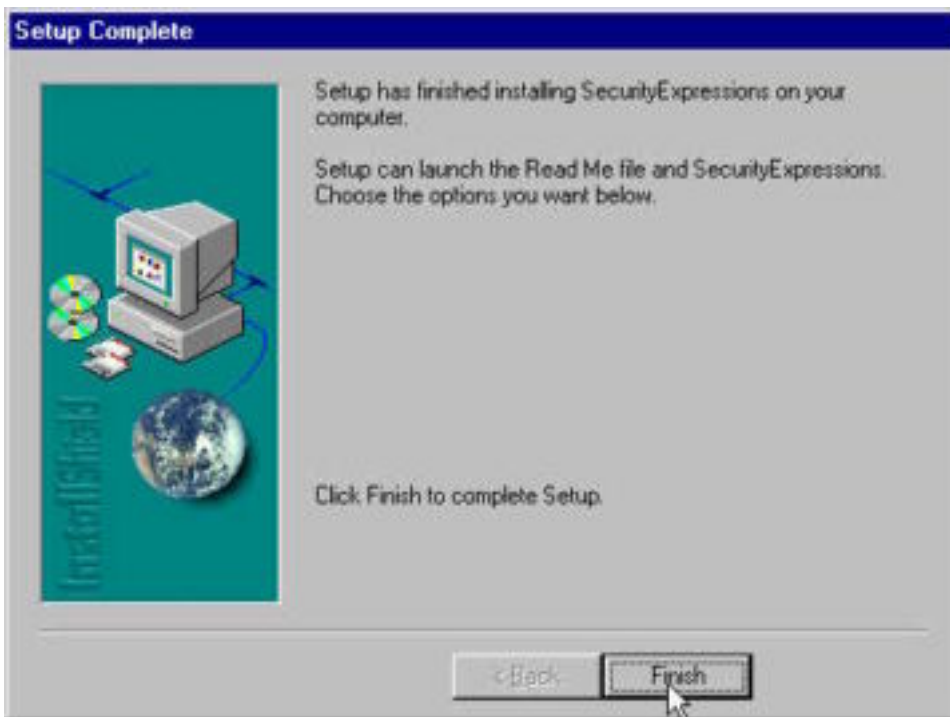 Setup Complete
Setup has finished installing SecurityExpressions on your
computer.
Setup can launch the Read Me file and SecurityExpressions.
Choose the options you want below.
InstallShield
Click Finish to complete Setup.
<Back
Finish